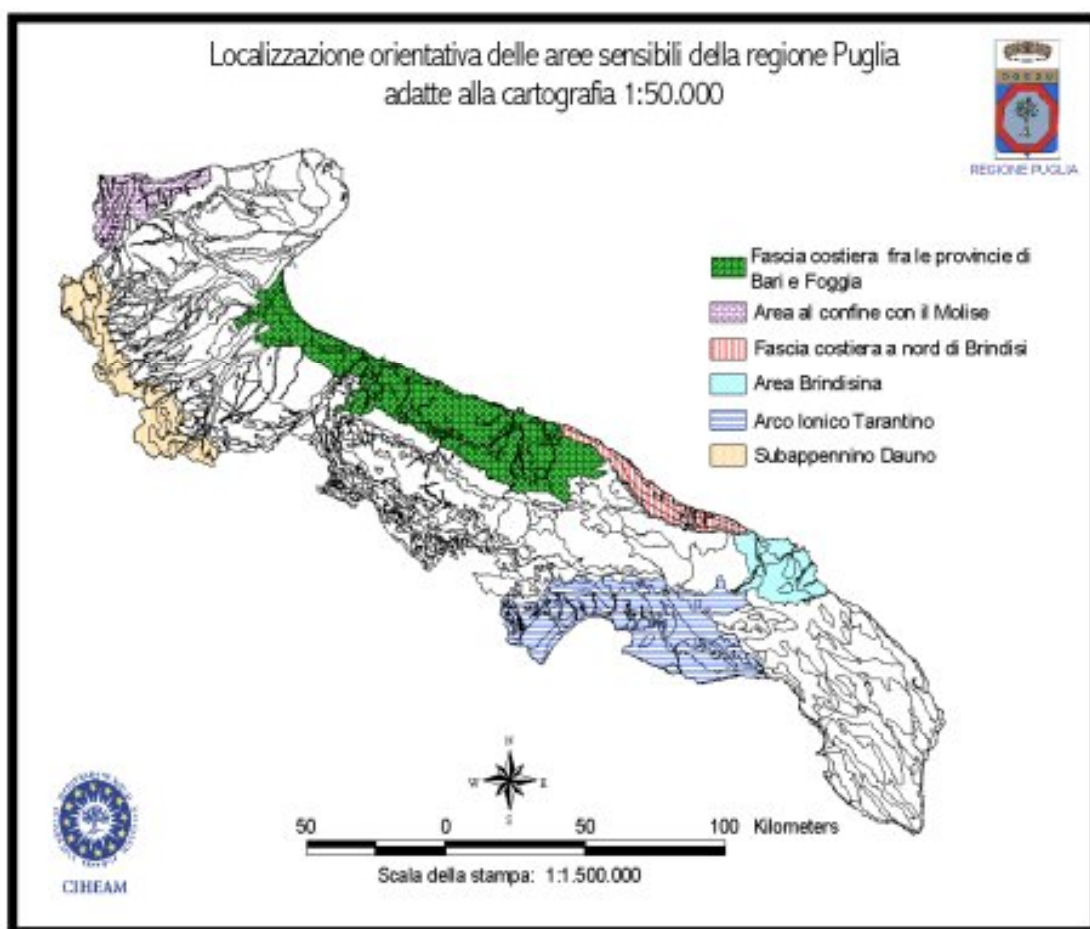 Localizzazione orientativa delle aree sensibili della regione Puglia
adatte alla cartografia 1:50.000
REGIONE PUGLIA
Fascia costiera fra le provincie di
Bari e Foggia
Area al confine con il Molise
Fascia costiera a nord di Brindisi
Area Brindisina
Arco Ionico Tarantino
Subappennino Dauno
N
W E
S
50 0 50 100 Kilometers
Scala della stampa: 1:1.500.000
CIHEAM